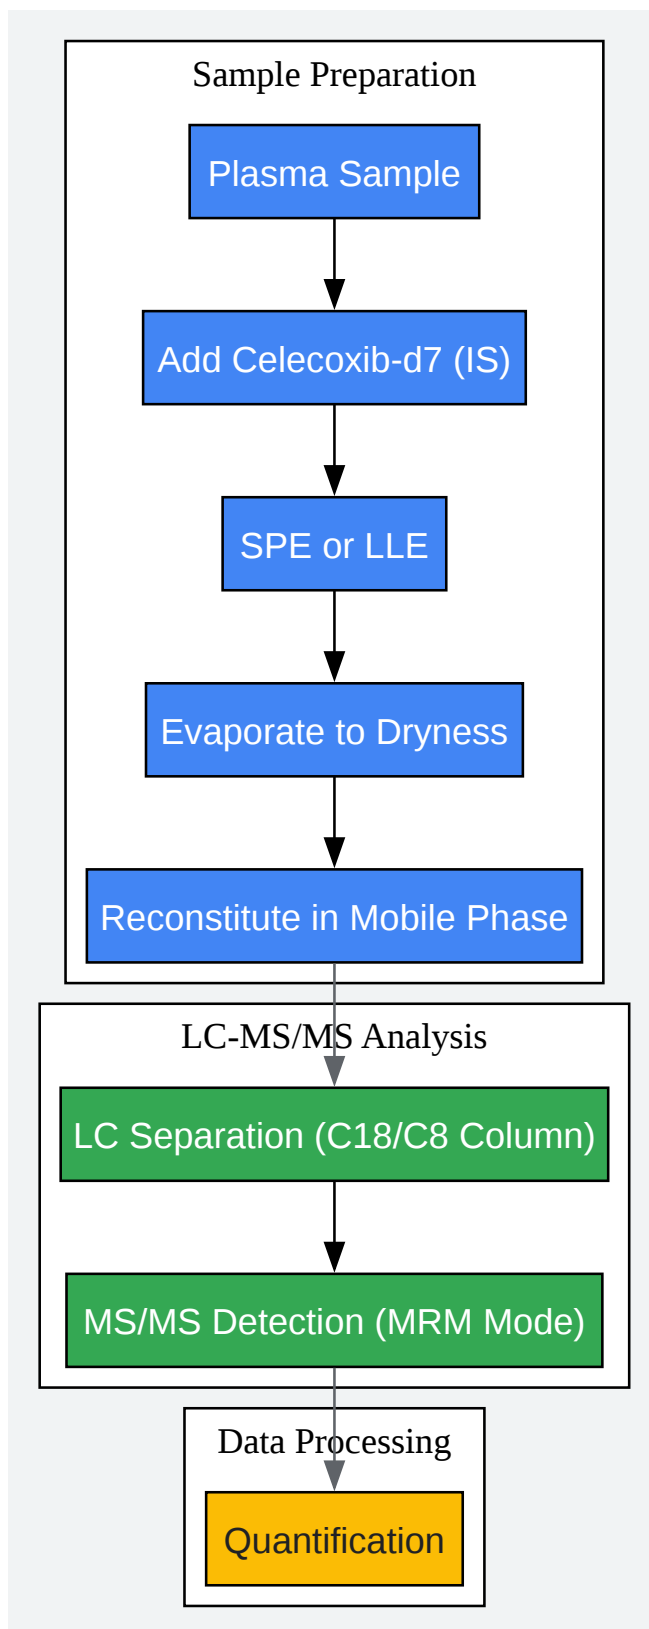 Sample Preparation
Plasma Sample
Add Celecoxib-d7 (IS)
SPE or LLE
Evaporate to Dryness
Reconstitute in Mobile Phase
LC-MS/MS Analysis
LC Separation (C18/C8 Column)
MS/MS Detection (MRM Mode)
Data Processing
Quantification